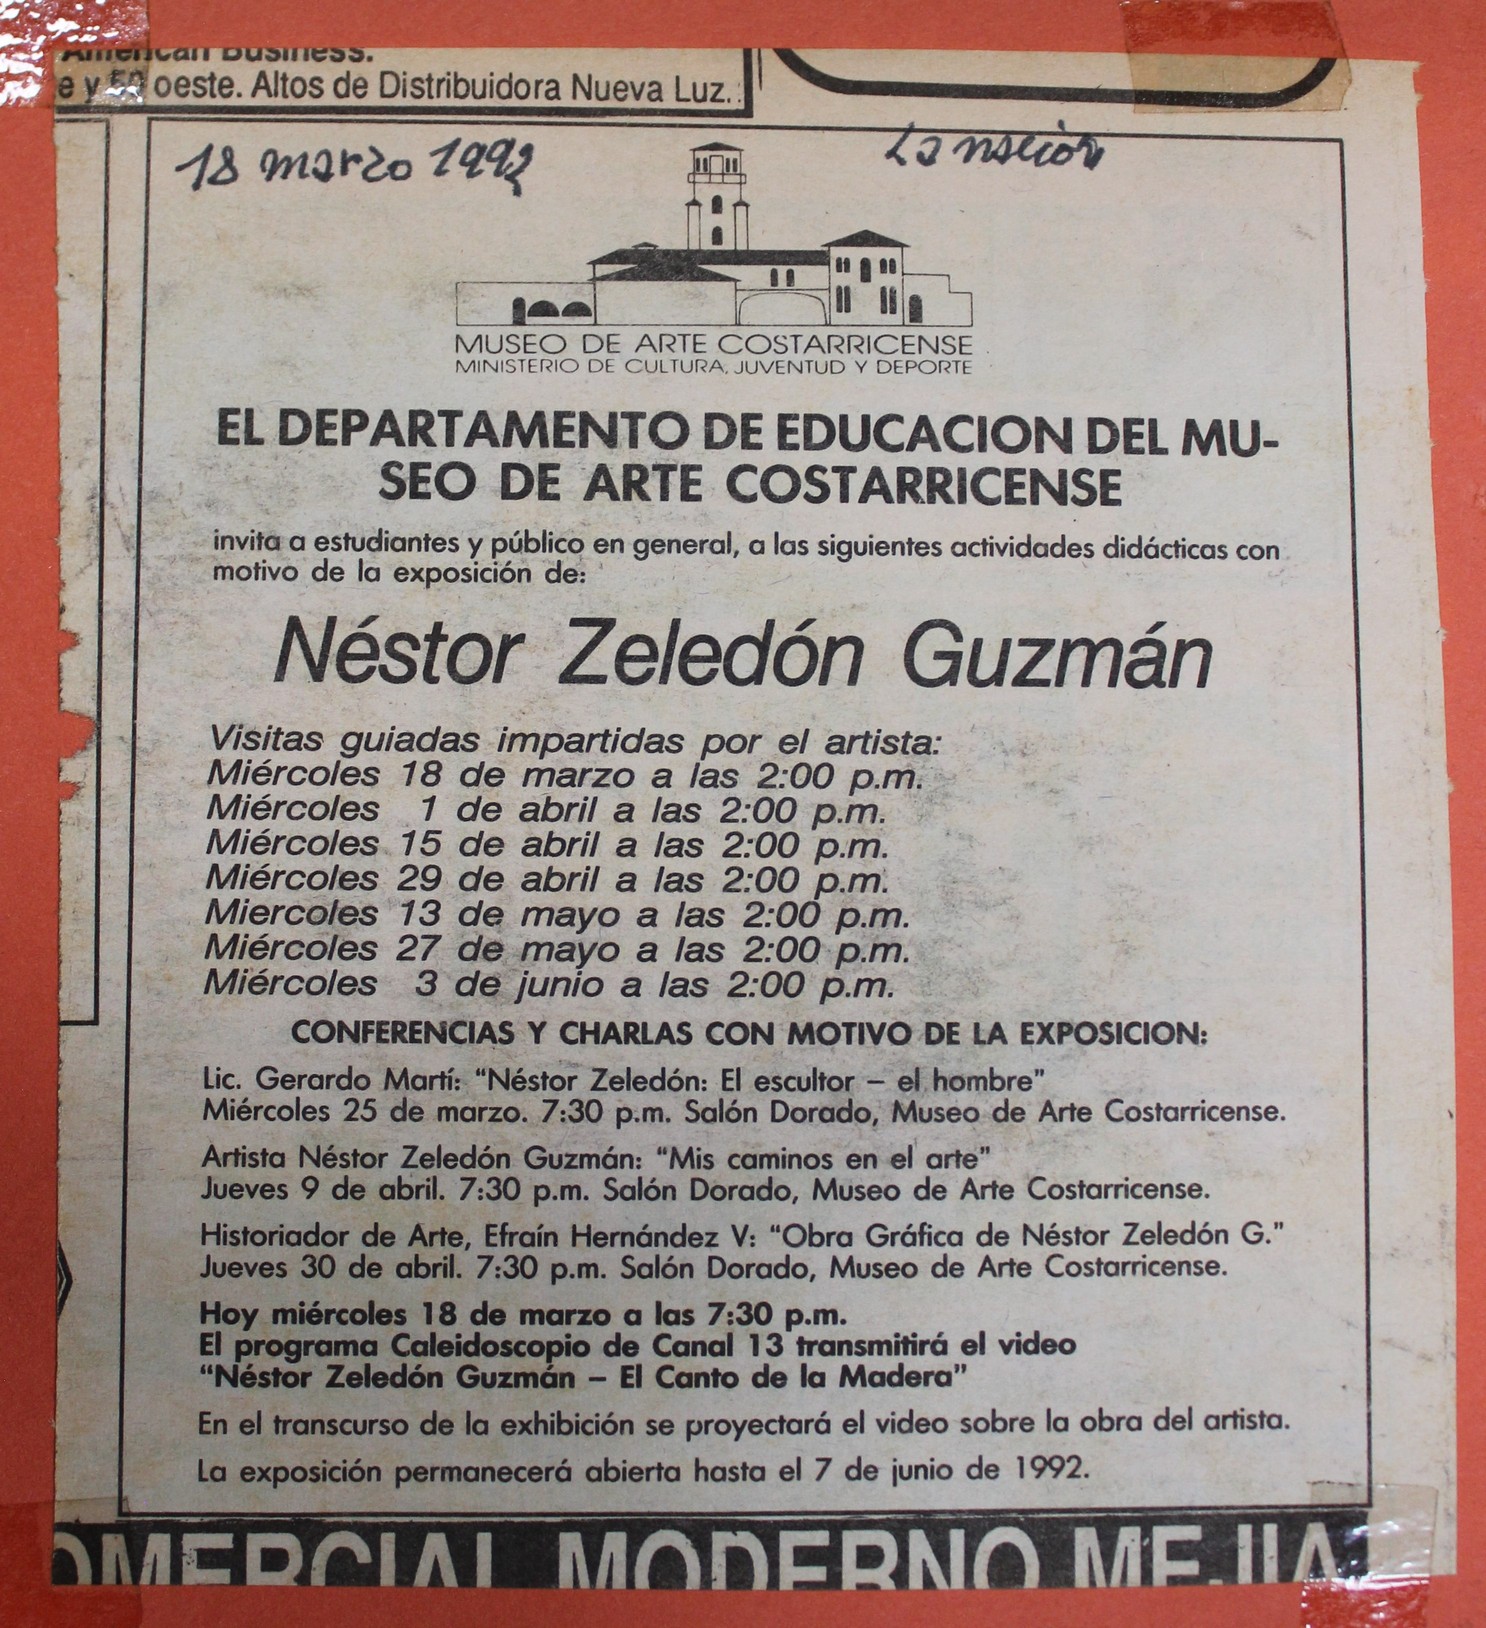 American Business.
e y 50 oeste. Altos de Distribuidora Nueva Luz.
18 marzo 1992
La nación
MUSEO DE ARTE COSTARRICENSE
MINISTERIO DE CULTURA, JUVENTUD Y DEPORTE
EL DEPARTAMENTO DE EDUCACION DEL MU-
SEO DE ARTE COSTARRICENSE
invita a estudiantes y público en general, a las siguientes actividades didácticas con
motivo de la exposición de:
Néstor Zeledón Guzmán
Visitas guiadas impartidas por el artista:
Miércoles 18 de marzo a las 2:00 p.m.
Miércoles 1 de abril a las 2:00 p.m.
Miércoles 15 de abril a las 2:00 p.m.
Miércoles 29 de abril a las 2:00 p.m.
Miercoles 13 de mayo a las 2:00 p.m.
Miércoles 27 de mayo a las 2:00 p.m.
Miércoles 3 de junio a las 2:00 p.m.
CONFERENCIAS Y CHARLAS CON MOTIVO DE LA EXPOSICION:
Lic. Gerardo Martí: “Néstor Zeledón: El escultor – el hombre”
Miércoles 25 de marzo. 7:30 p.m. Salón Dorado, Museo de Arte Costarricense.
Artista Néstor Zeledón Guzmán: “Mis caminos en el arte”
Jueves 9 de abril. 7:30 p.m. Salón Dorado, Museo de Arte Costarricense.
Historiador de Arte, Efraín Hernández V: “Obra Gráfica de Néstor Zeledón G.”
Jueves 30 de abril. 7:30 p.m. Salón Dorado, Museo de Arte Costarricense.
Hoy miércoles 18 de marzo a las 7:30 p.m.
El programa Caleidoscopio de Canal 13 transmitirá el video
“Néstor Zeledón Guzmán – El Canto de la Madera”
En el transcurso de la exhibición se proyectará el video sobre la obra del artista.
La exposición permanecerá abierta hasta el 7 de junio de 1992.
OMERCIAL MODERNO MEJIA